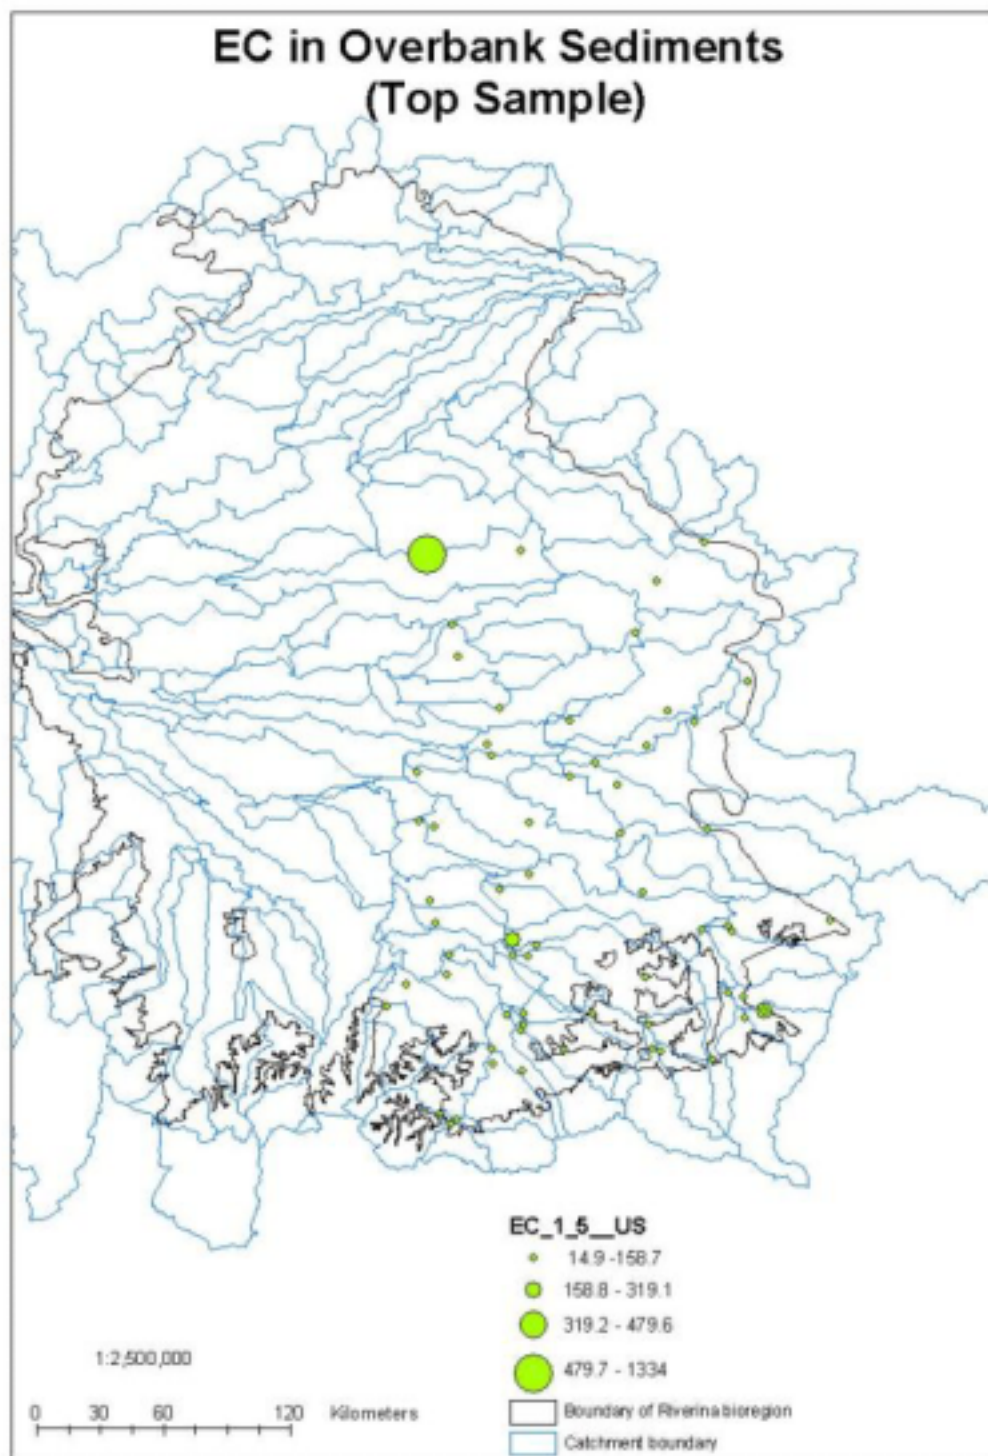 EC in Overbank Sediments
(Top Sample)
EC_1_5__US
14.9 -158.7
158.8 - 319.1
319.2 - 479.6
479.7 - 1334
Boundary of Riverina bioregion
Catchment boundary
1:2,500,000
0 30 60 120 Kilometers